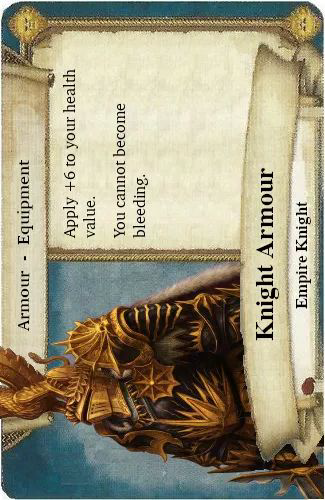 Knight Armour
Empire Knight
Apply +6 to your health
value.
You cannot become
bleeding.
Armour - Equipment